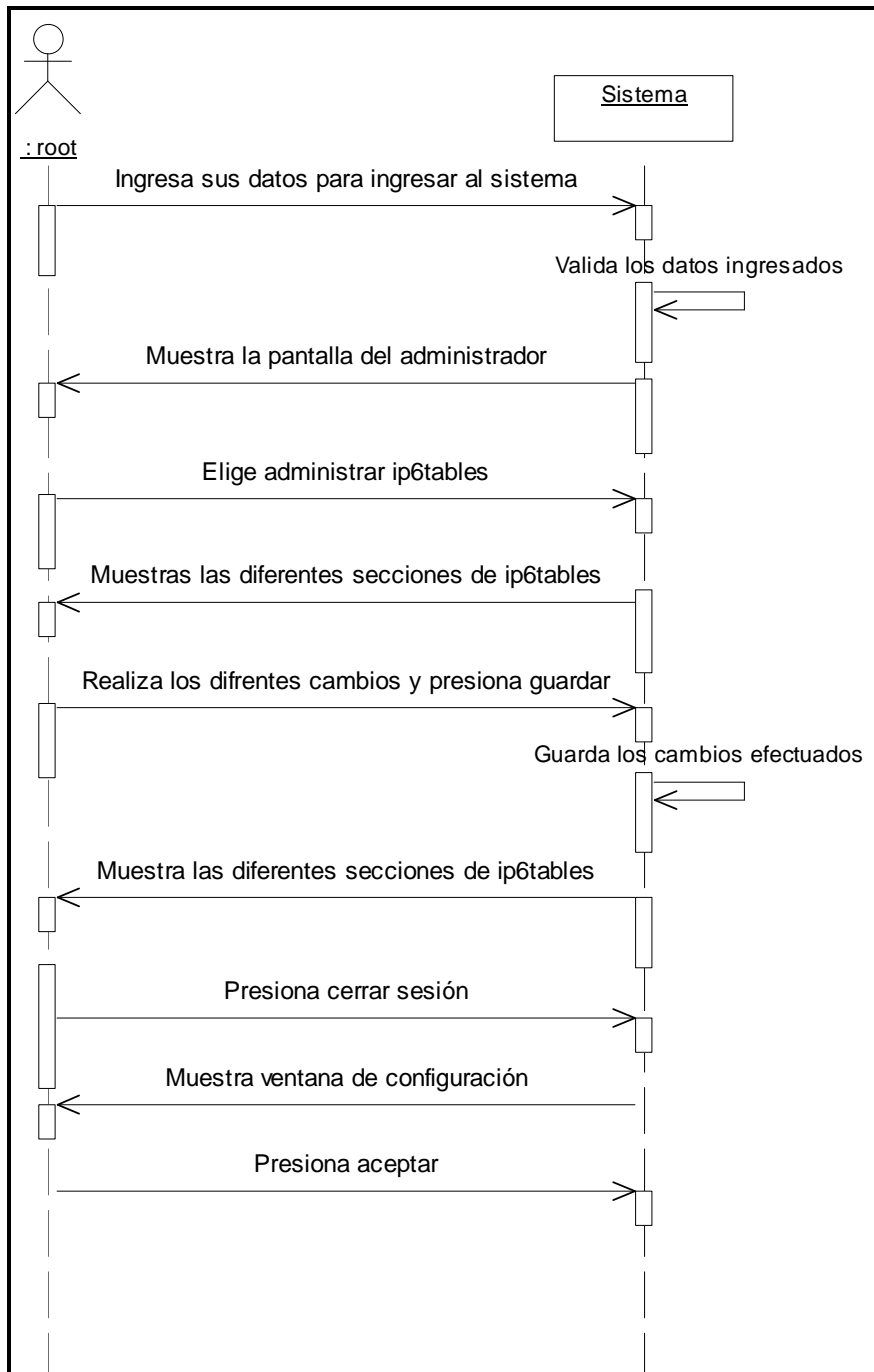 Sistema
: root
Ingresa sus datos para ingresar al sistema
Valida los datos ingresados
Muestra la pantalla del administrador
Elige administrar ip6tables
Muestras las diferentes secciones de ip6tables
Realiza los difrentes cambios y presiona guardar
Guarda los cambios efectuados
Muestra las diferentes secciones de ip6tables
Presiona cerrar sesión
Muestra ventana de configuración
Presiona aceptar